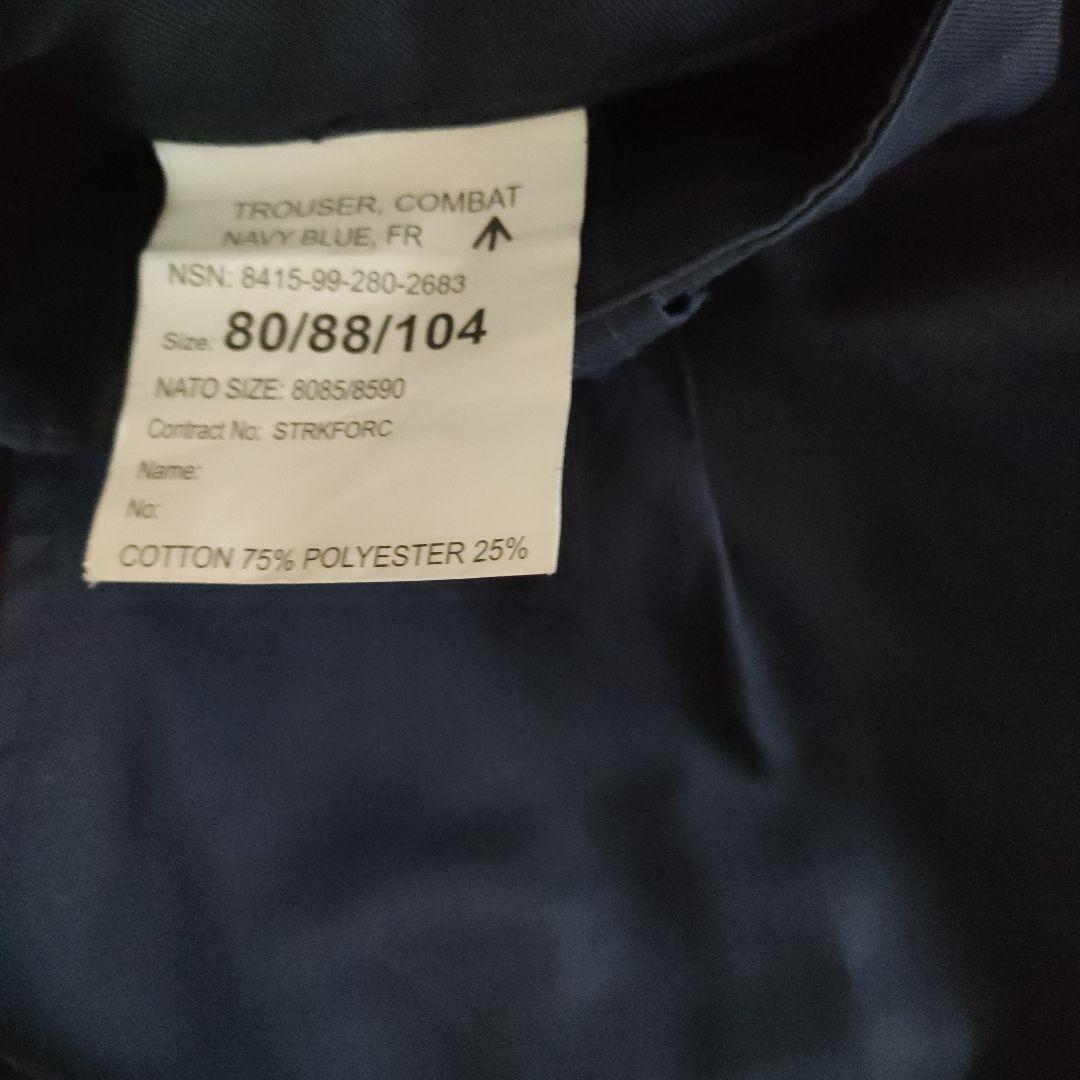 TROUSER, COMBAT
NAVY BLUE, FR
NSN: 8415-99-280-2683
Size: 80/88/104
NATO SIZE: 8085/8590
Contract No: STRKFORC
Name:
No:
COTTON 75% POLYESTER 25%